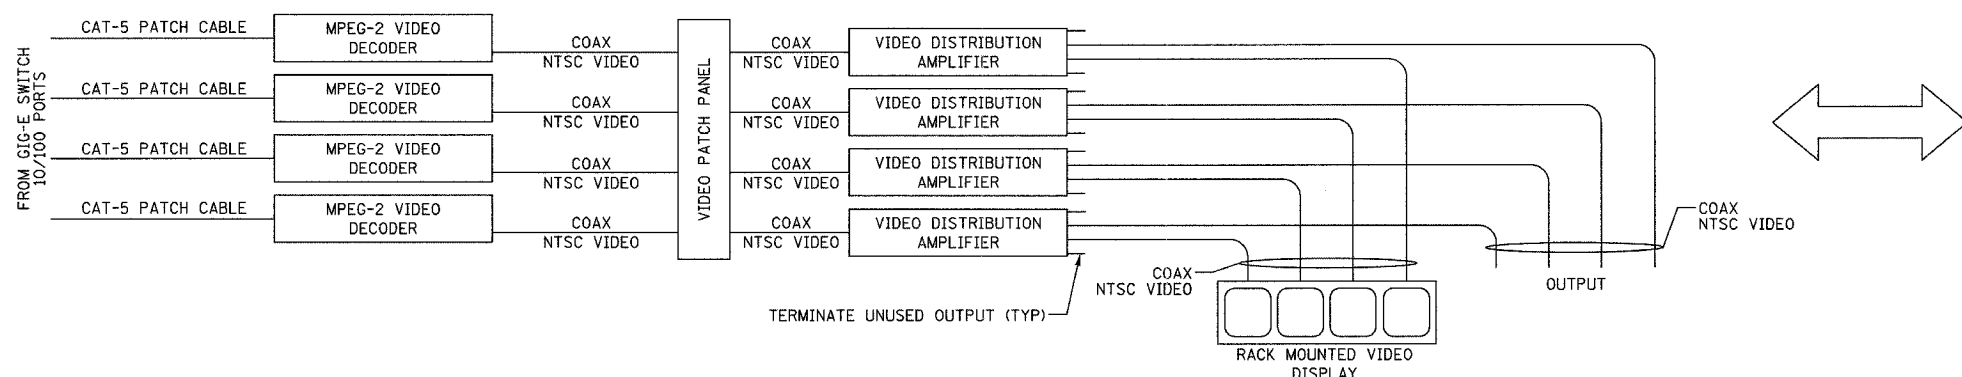 FROM GIG-E SWITCH
10/100 PORTS
CAT-5 PATCH CABLE
MPEG-2 VIDEO
DECODER
COAX
NTSC VIDEO
CAT-5 PATCH CABLE
MPEG-2 VIDEO
DECODER
COAX
NTSC VIDEO
CAT-5 PATCH CABLE
MPEG-2 VIDEO
DECODER
COAX
NTSC VIDEO
CAT-5 PATCH CABLE
MPEG-2 VIDEO
DECODER
COAX
NTSC VIDEO
VIDEO PATCH PANEL
COAX
NTSC VIDEO
VIDEO DISTRIBUTION
AMPLIFIER
COAX
NTSC VIDEO
VIDEO DISTRIBUTION
AMPLIFIER
COAX
NTSC VIDEO
VIDEO DISTRIBUTION
AMPLIFIER
COAX
NTSC VIDEO
VIDEO DISTRIBUTION
AMPLIFIER
COAX
NTSC VIDEO
COAX
NTSC VIDEO
OUTPUT
TERMINATE UNUSED OUTPUT (TYP)
RACK MOUNTED VIDEO
DISPLAY